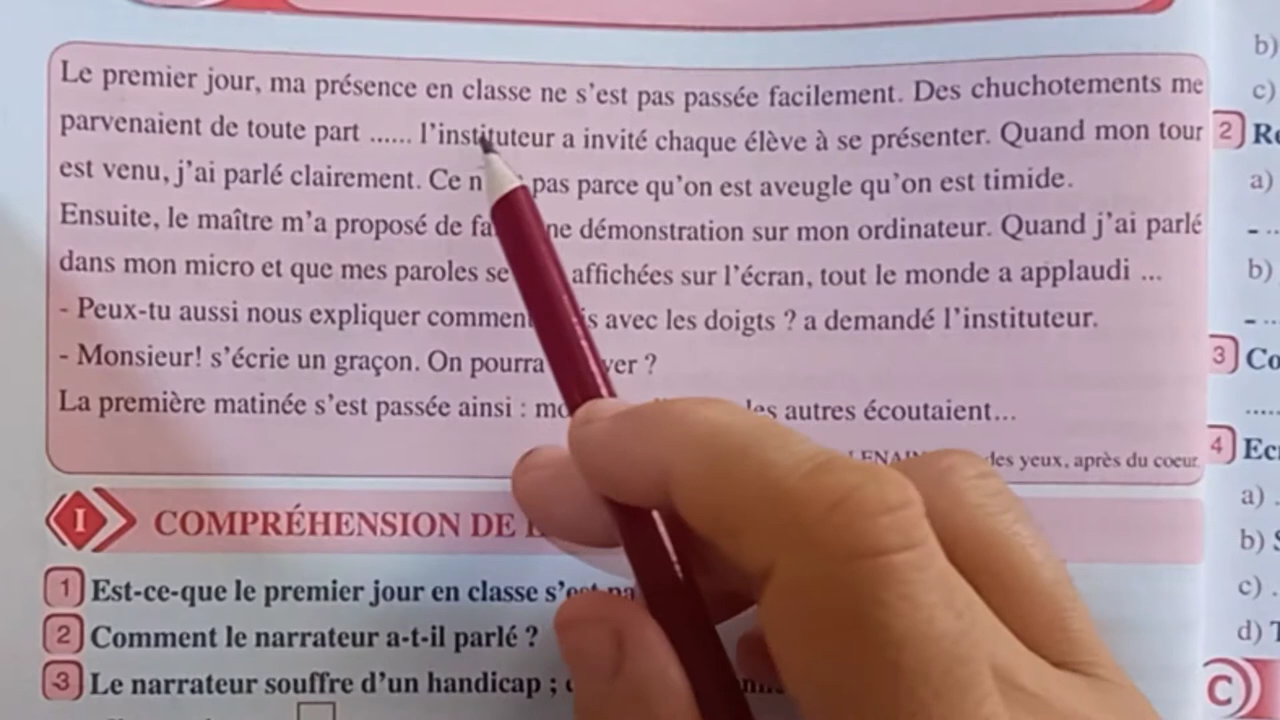 Le premier jour, ma présence en classe ne s'est pas passée facilement. Des chuchotements me
parvenaient de toute part ...... l'instituteur a invité chaque élève à se présenter. Quand mon tour
est venu, j'ai parlé clairement. Ce n pas parce qu'on est aveugle qu'on est timide.
Ensuite, le maître m'a proposé de démonstration sur mon ordinateur. Quand j'ai parlé
dans mon micro et que mes paroles se affichées sur l'écran, tout le monde a applaudi ...
- Peux-tu aussi nous expliquer avec les doigts ? a demandé l'instituteur.
- Monsieur! s'écrie un graçon. On pourra ?
La première matinée s'est passée ainsi : les autres écoutaient...
des yeux, après du coeur.
I COMPRÉHENSION DE
1 Est-ce-que le premier jour en classe
2 Comment le narrateur a-t-il parlé ?
3 Le narrateur souffre d'un handicap ;
b)
c)
2
a)
- ..
b)
- ..
3
.....
4
a) .
b)
c) .
d)
C